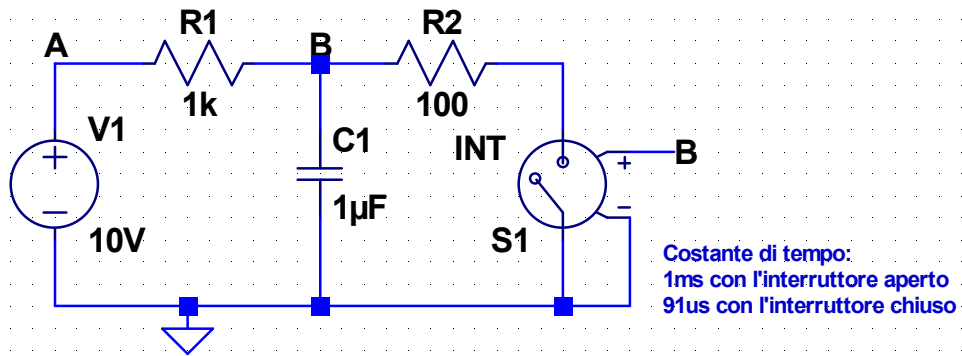 A
R1
B
R2
1k
100
V1
C1
INT
B
1µF
10V
S1
Costante di tempo:
1ms con l'interruttore aperto
91us con l'interruttore chiuso